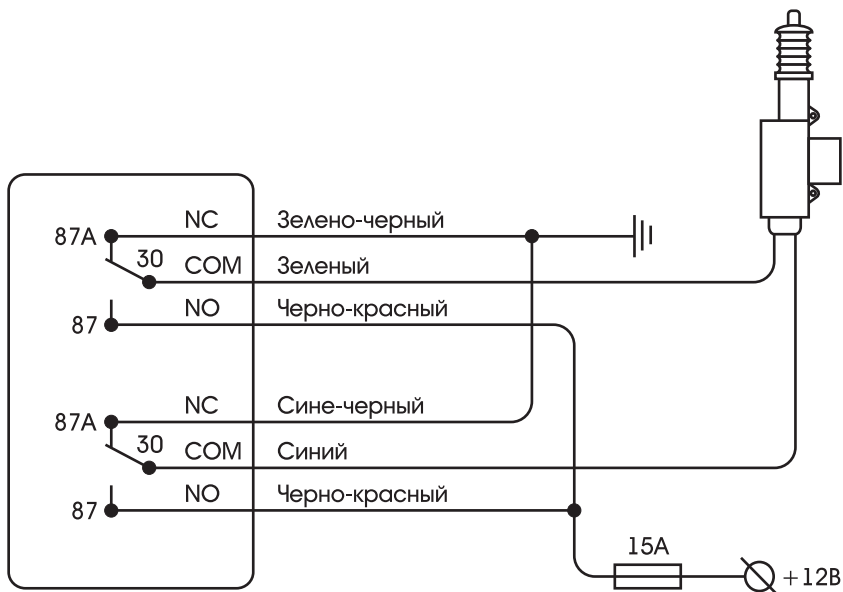 87A NC Зелено-черный
30 COM Зеленый
87 NO Черно-красный
87A NC Сине-черный
30 COM Синий
87 NO Черно-красный
15А
+12В